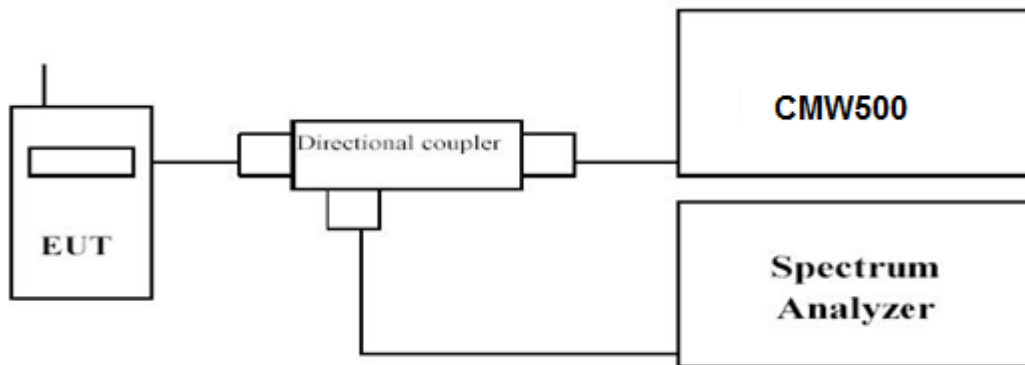 EUT
Directional coupler
CMW500
Spectrum
Analyzer